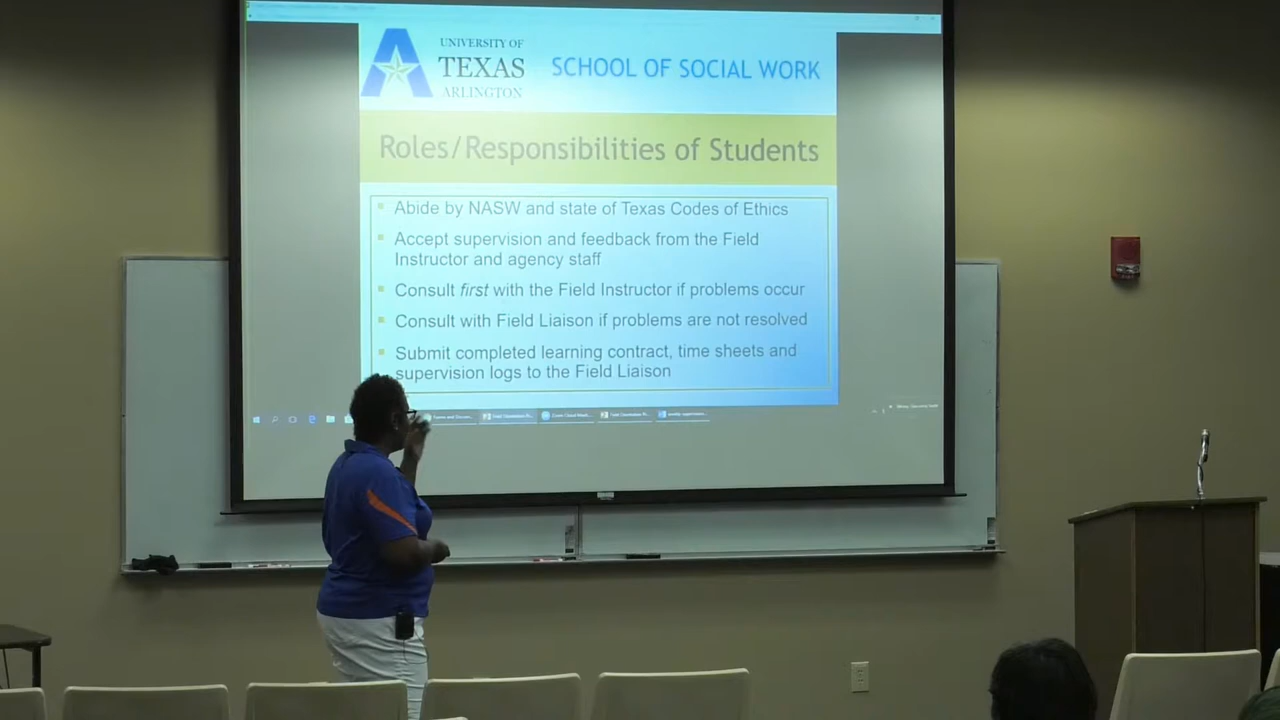 UNIVERSITY OF
TEXAS
ARLINGTON
SCHOOL OF SOCIAL WORK
Roles/Responsibilities of Students
Abide by NASW and state of Texas Codes of Ethics
Accept supervision and feedback from the Field
Instructor and agency staff
Consult first with the Field Instructor if problems occur
Consult with Field Liaison if problems are not resolved
Submit completed learning contract, time sheets and
supervision logs to the Field Liaison